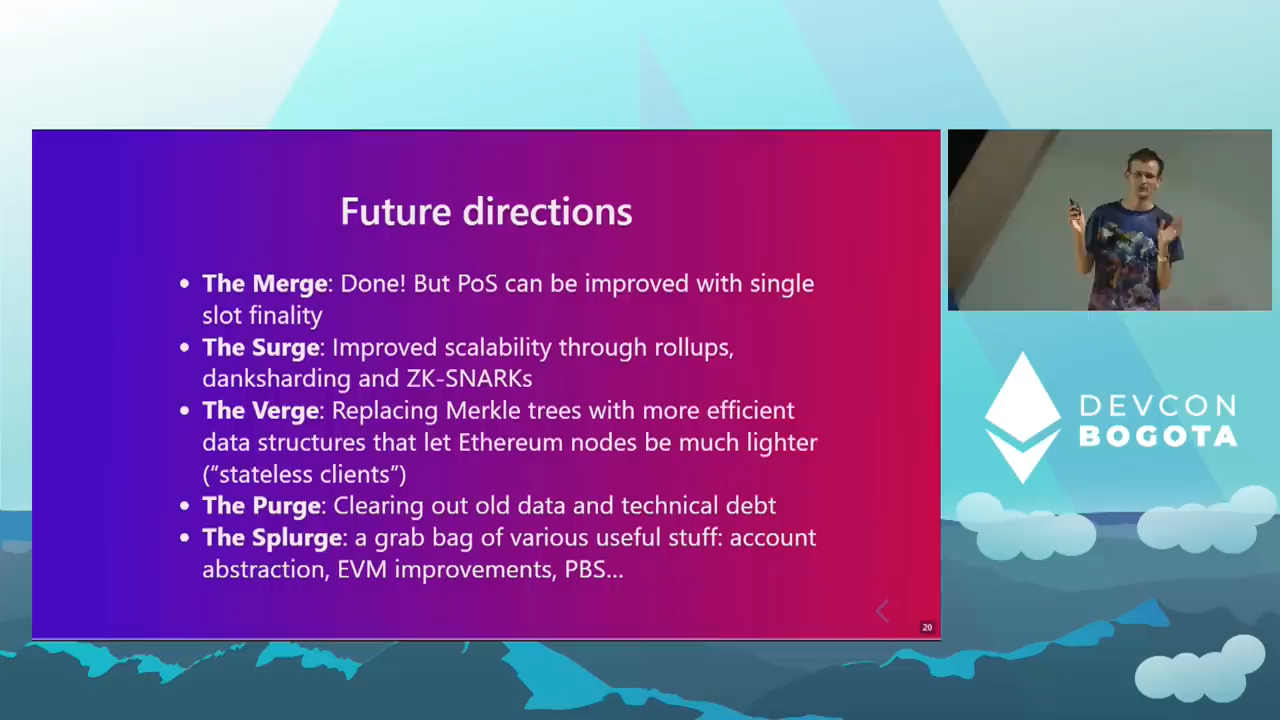 Future directions
• The Merge: Done! But PoS can be improved with single
slot finality
• The Surge: Improved scalability through rollups,
danksharding and ZK-SNARKs
• The Verge: Replacing Merkle trees with more efficient
data structures that let Ethereum nodes be much lighter
(“stateless clients”)
• The Purge: Clearing out old data and technical debt
• The Splurge: a grab bag of various useful stuff: account
abstraction, EVM improvements, PBS...
20
DEVCON
BOGOTA